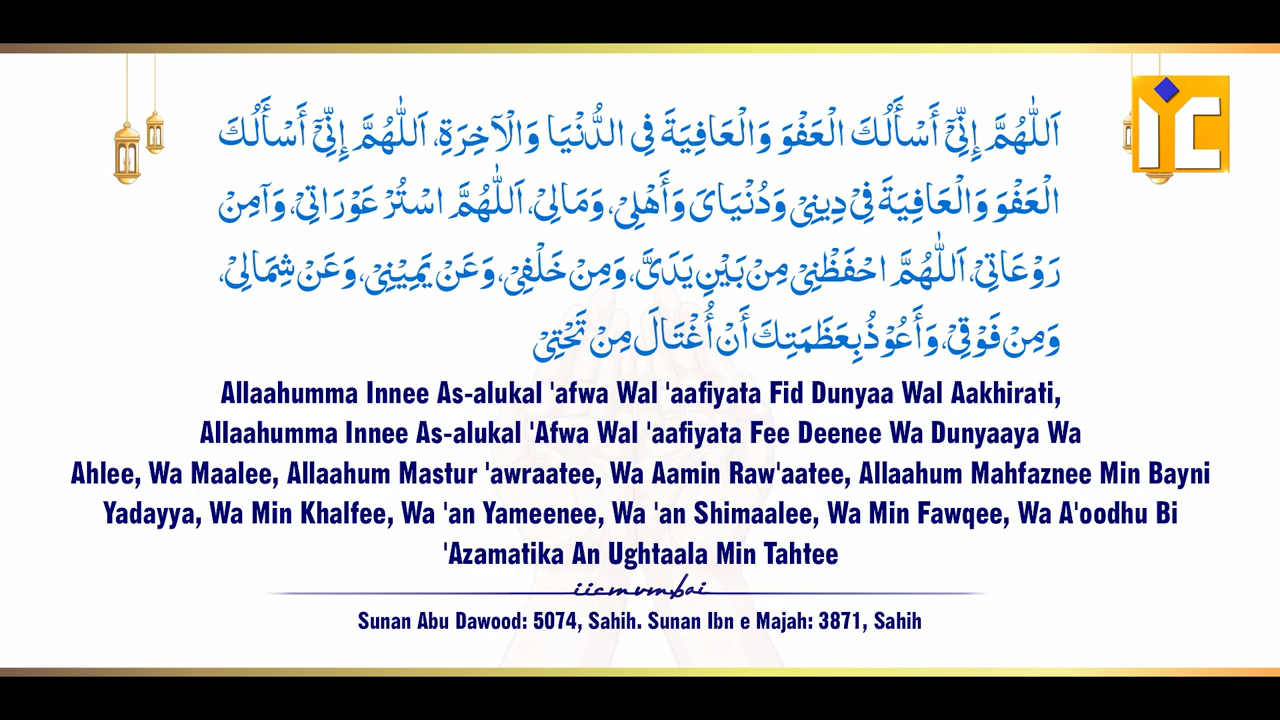 اَللّٰهُمَّ إِنِّيْٓ أَسْأَلُكَ الْعَفْوَ وَالْعَافِيَةَ فِي الدُّنْيَا وَالْآخِرَةِ، اَللّٰهُمَّ إِنِّيْٓ أَسْأَلُكَ
الْعَفْوَ وَالْعَافِيَةَ فِيْ دِيْنِيْ وَدُنْيَايَ وَأَهْلِيْ، وَمَالِيْ، اَللّٰهُمَّ اسْتُرْ عَوْرَاتِيْ، وَآمِنْ
رَوْعَاتِيْ، اَللّٰهُمَّ احْفَظْنِيْ مِنْ بَيْنِ يَدَيَّ، وَمِنْ خَلْفِيْ، وَعَنْ يَمِيْنِيْ، وَعَنْ شِمَالِيْ،
وَمِنْ فَوْقِيْ، وَأَعُوْذُ بِعَظَمَتِكَ أَنْ أُغْتَالَ مِنْ تَحْتِيْ
Allaahumma Innee As-alukal 'afwa Wal 'aafiyata Fid Dunyaa Wal Aakhirati,
Allaahumma Innee As-alukal 'Afwa Wal 'aafiyata Fee Deenee Wa Dunyaaya Wa
Ahlee, Wa Maalee, Allaahum Mastur 'awraatee, Wa Aamin Raw'aatee, Allaahum Mahfaznee Min Bayni
Yadayya, Wa Min Khalfee, Wa 'an Yameenee, Wa 'an Shimaalee, Wa Min Fawqee, Wa A'oodhu Bi
'Azamatika An Ughtaala Min Tahtee
iicmumbai
Sunan Abu Dawood: 5074, Sahih. Sunan Ibn e Majah: 3871, Sahih